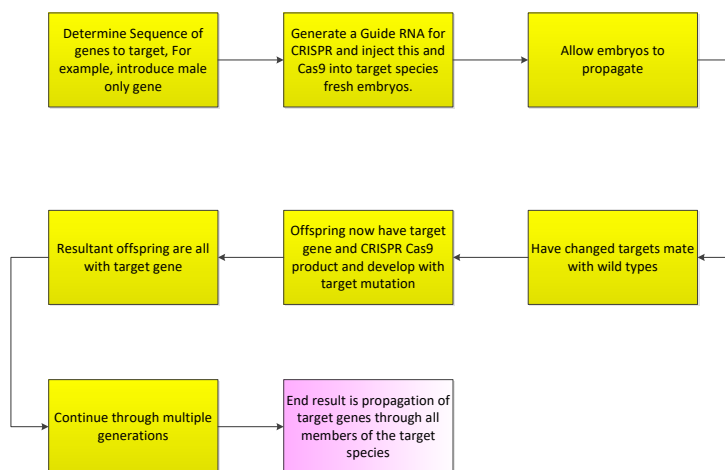 Determine Sequence of
genes to target, For
example, introduce male
only gene
Generate a Guide RNA for
CRISPR and inject this and
Cas9 into target species
fresh embryos.
Allow embryos to
propagate
Have changed targets mate
with wild types
Offspring now have target
gene and CRISPR Cas9
product and develop with
target mutation
Resultant offspring are all
with target gene
Continue through multiple
generations
End result is propagation of
target genes through all
members of the target
species